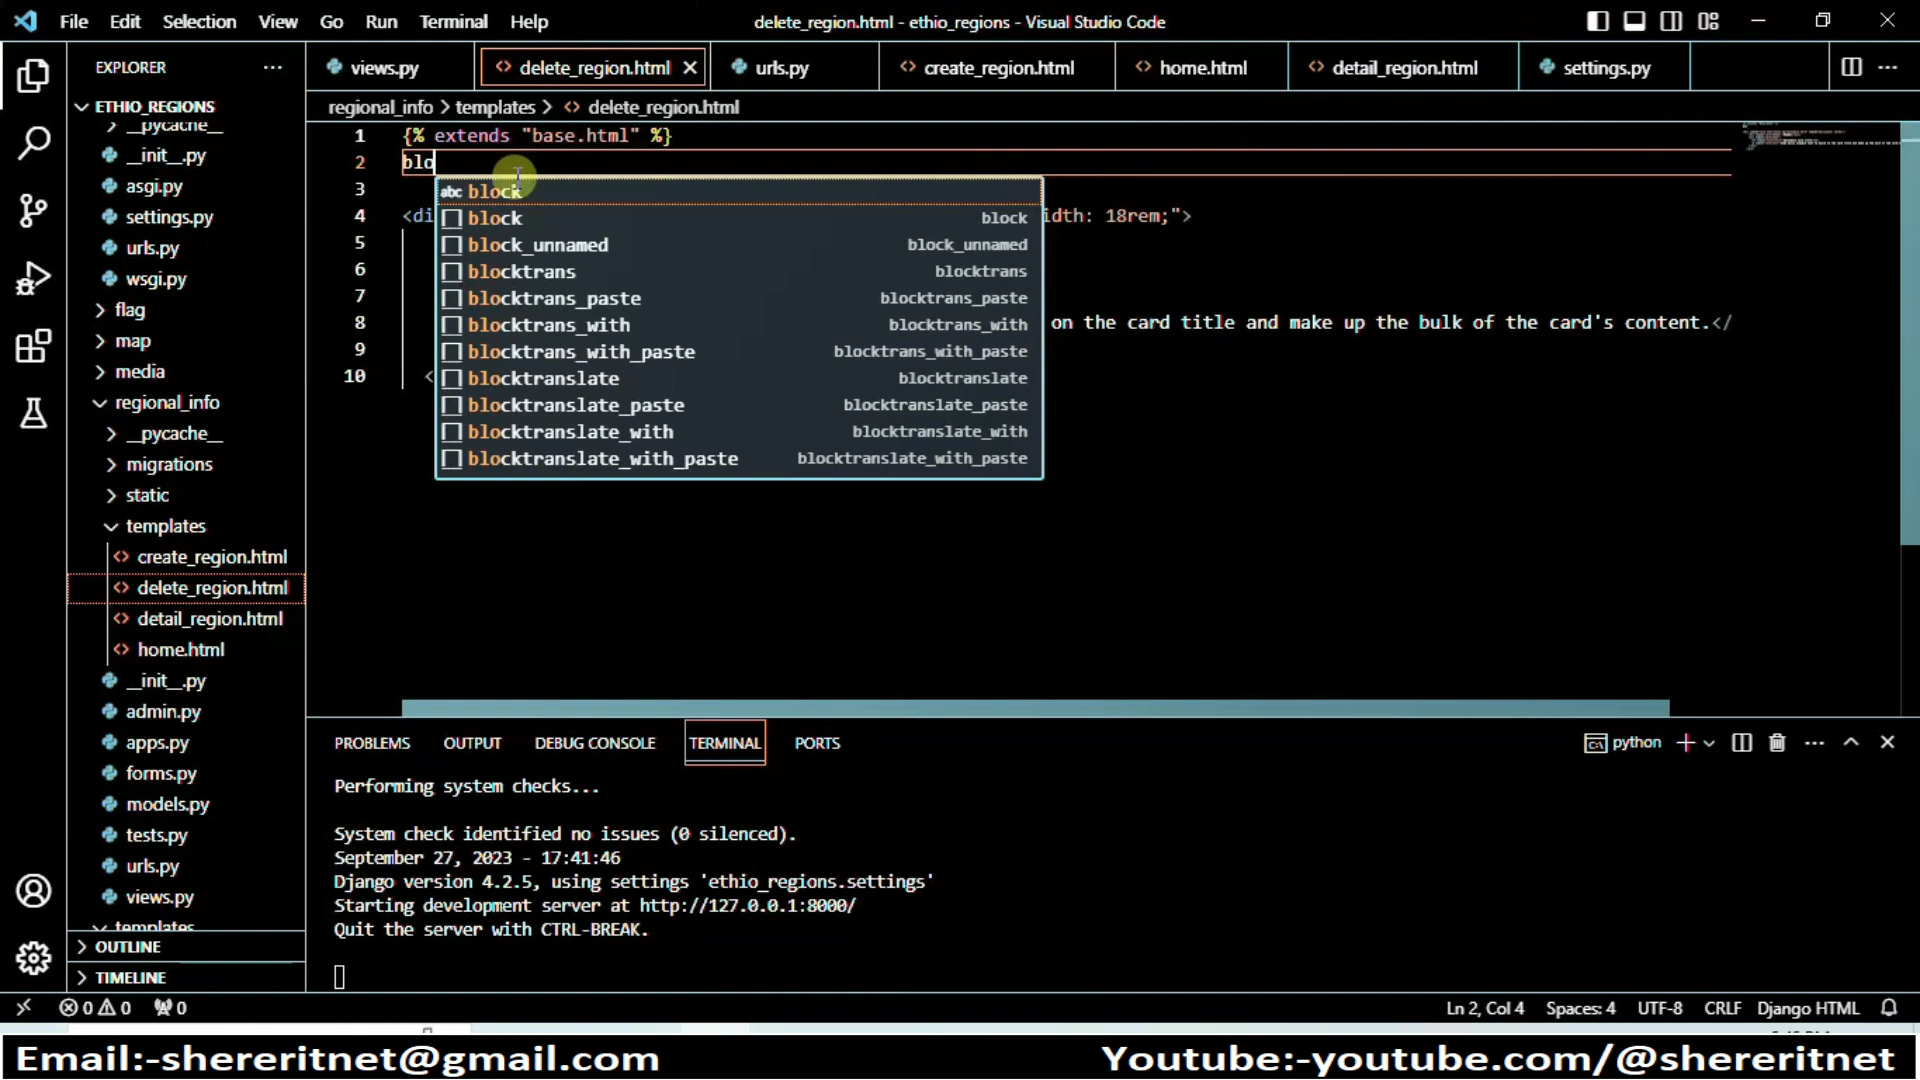 File Edit Selection View Go Run Terminal Help delete_region.html - ethio_regions - Visual Studio Code
EXPLORER
views.py delete_region.html urls.py create_region.html home.html detail_region.html settings.py
ETHIO_REGIONS
regional_info > templates > delete_region.html
__pycache__
__init__.py
asgi.py
settings.py
urls.py
wsgi.py
flag
map
media
regional_info
__pycache__
migrations
static
templates
create_region.html
delete_region.html
detail_region.html
home.html
__init__.py
admin.py
apps.py
forms.py
models.py
tests.py
urls.py
views.py
templates
OUTLINE
TIMELINE
1 {% extends "base.html" %}
2 blo
3
4 <di idth: 18rem;">
5
6
7
8 on the card title and make up the bulk of the card's content.</
9
10 <
abc block
block block
block_unnamed block_unnamed
blocktrans blocktrans
blocktrans_paste blocktrans_paste
blocktrans_with blocktrans_with
blocktrans_with_paste blocktrans_with_paste
blocktranslate blocktranslate
blocktranslate_paste blocktranslate_paste
blocktranslate_with blocktranslate_with
blocktranslate_with_paste blocktranslate_with_paste
PROBLEMS OUTPUT DEBUG CONSOLE TERMINAL PORTS python
Performing system checks...
System check identified no issues (0 silenced).
September 27, 2023 - 17:41:46
Django version 4.2.5, using settings 'ethio_regions.settings'
Starting development server at http://127.0.0.1:8000/
Quit the server with CTRL-BREAK.
0 0 0 Ln 2, Col 4 Spaces: 4 UTF-8 CRLF Django HTML
Email:-shereritnet@gmail.com Youtube:-youtube.com/@shereritnet